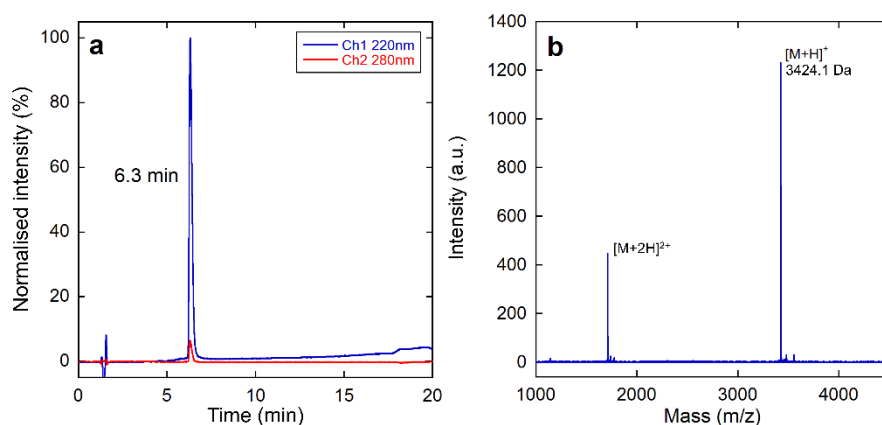 a
Ch1 220nm
Ch2 280nm
6.3 min
Normalised intensity (%)
100
80
60
40
20
0
0 5 10 15 20
Time (min)
b
[M+H]⁺
3424.1 Da
[M+2H]²⁺
Intensity (a.u.)
1400
1200
1000
800
600
400
200
0
1000 2000 3000 4000
Mass (m/z)